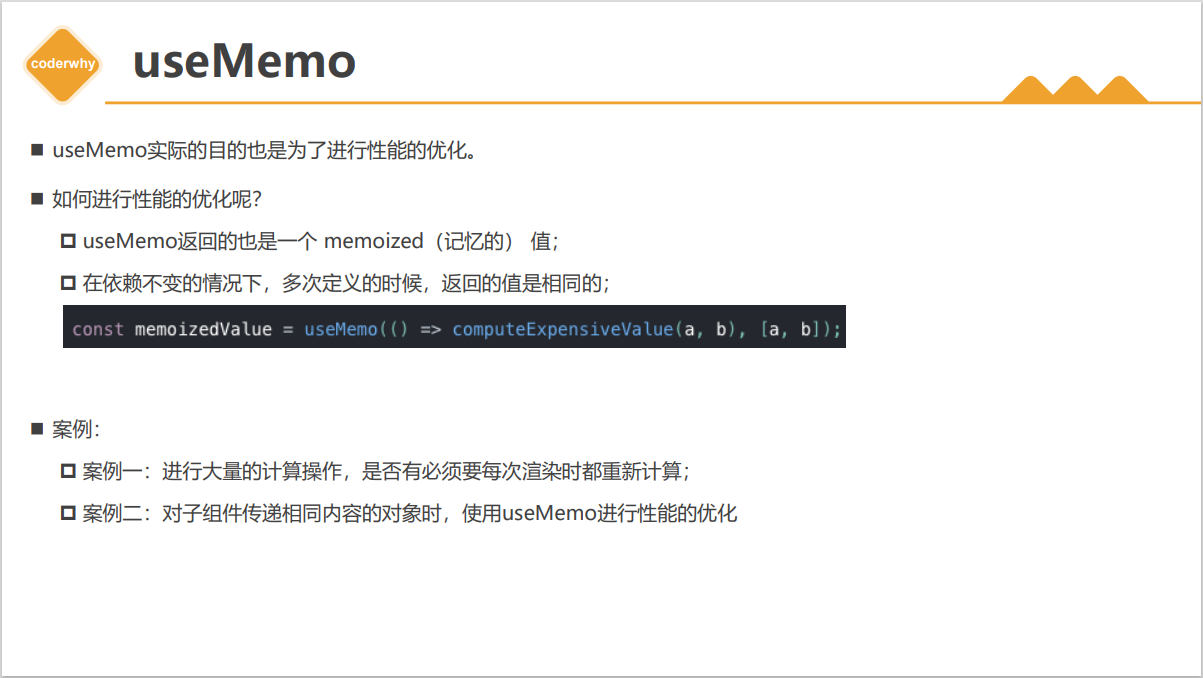 coderwhy
useMemo
useMemo实际的目的也是为了进行性能的优化。
如何进行性能的优化呢？
useMemo返回的也是一个 memoized（记忆的） 值；
在依赖不变的情况下，多次定义的时候，返回的值是相同的；
const memoizedValue = useMemo(() => computeExpensiveValue(a, b), [a, b]);
案例：
案例一：进行大量的计算操作，是否有必须要每次渲染时都重新计算；
案例二：对子组件传递相同内容的对象时，使用useMemo进行性能的优化